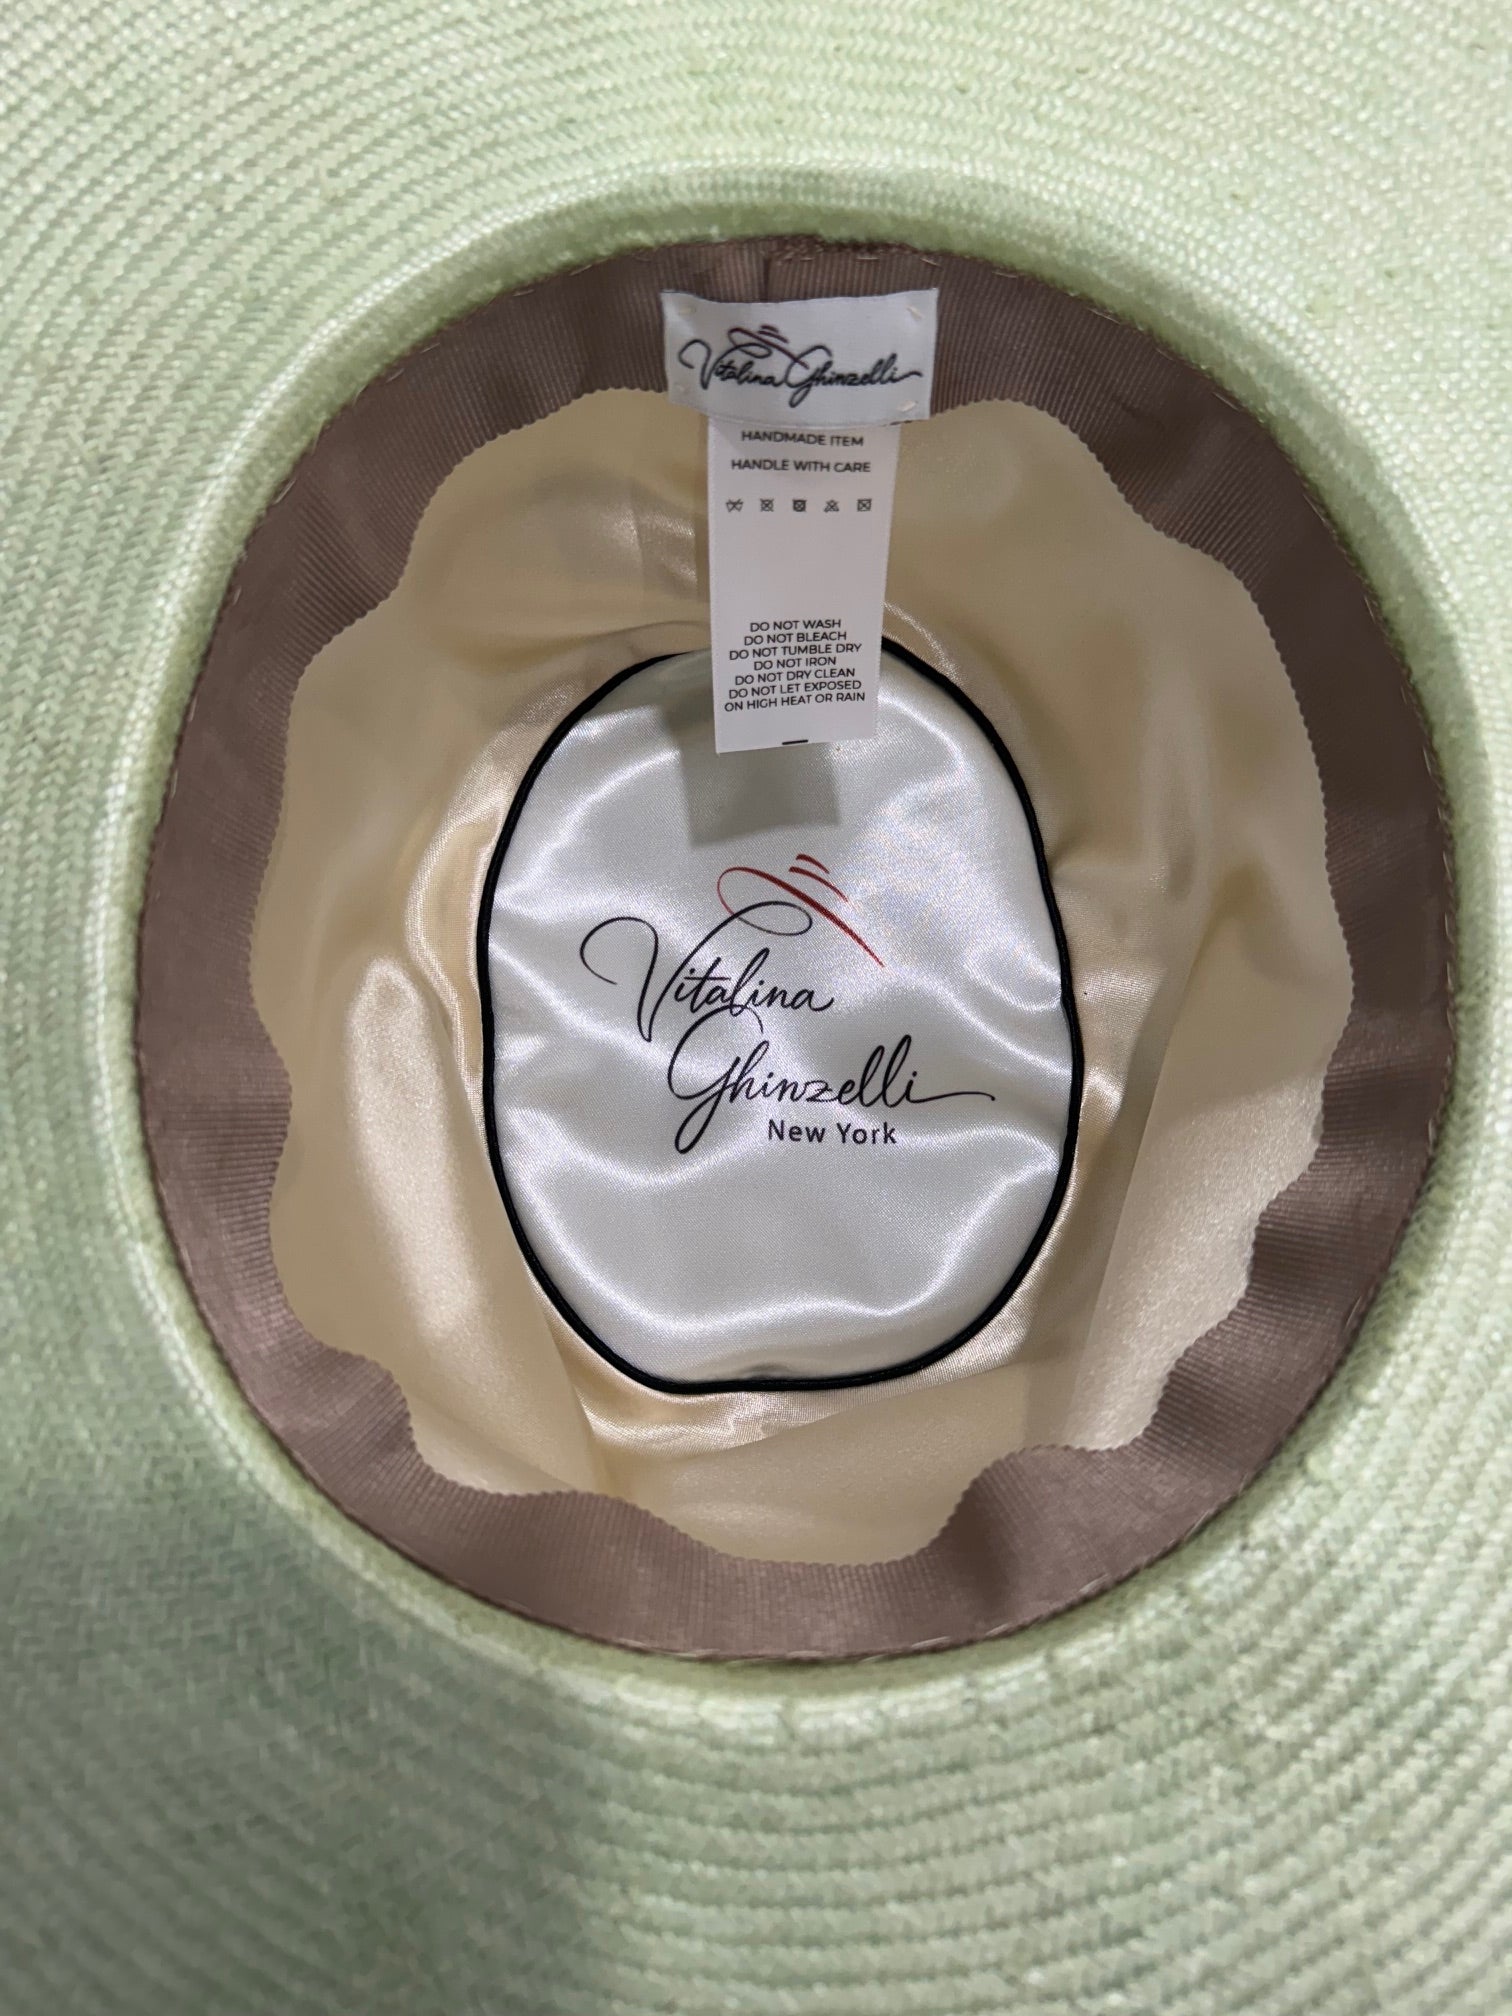 Vitalina Ghinzelli
HANDMADE ITEM
HANDLE WITH CARE
DO NOT WASH
DO NOT BLEACH
DO NOT TUMBLE DRY
DO NOT IRON
DO NOT DRY CLEAN
DO NOT LET EXPOSED
ON HIGH HEAT OR RAIN
Vitalina
Ghinzelli
New York